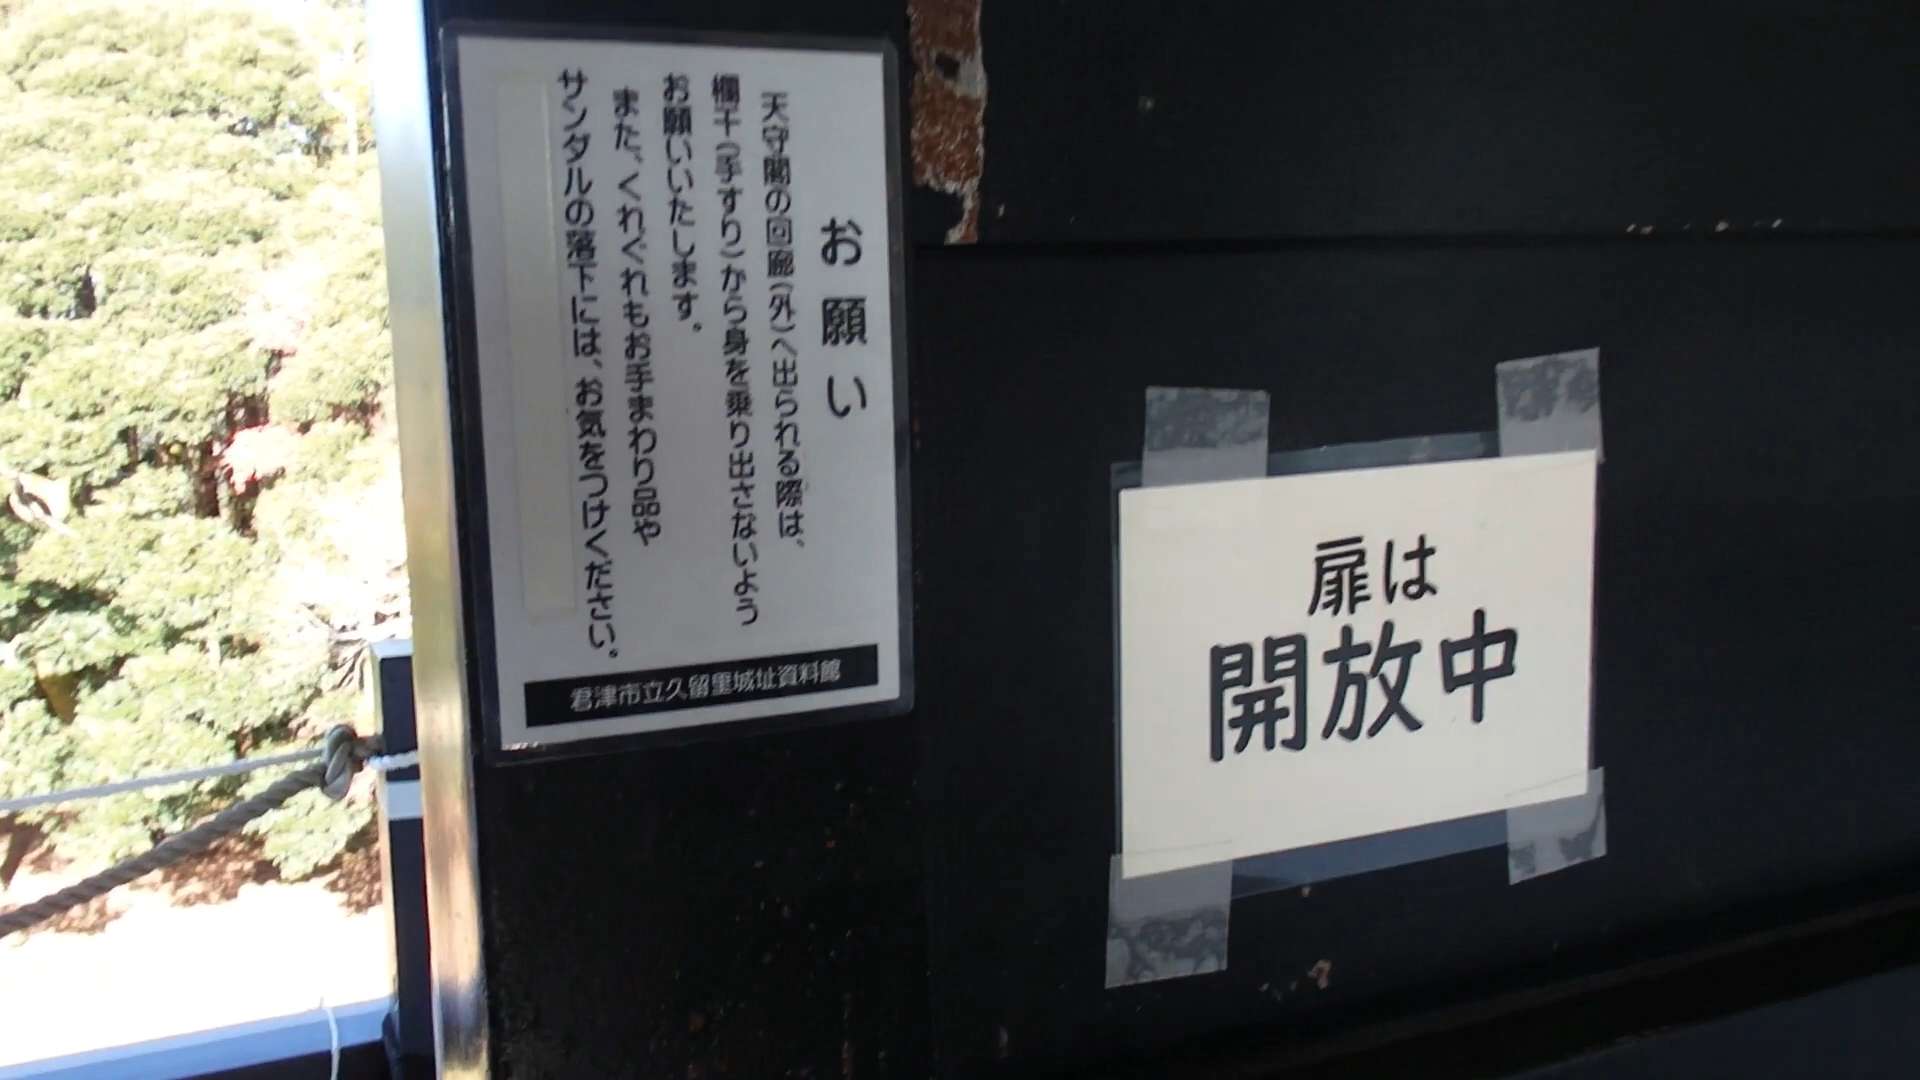 お願い
天守閣の回廊(外)へ出られる際は、
欄干(手すり)から身を乗り出さないよう
お願いいたします。
また、くれぐれもお手まわり品や
サンダルの落下には、お気をつけください。
君津市立久留里城址資料館
扉は
開放中